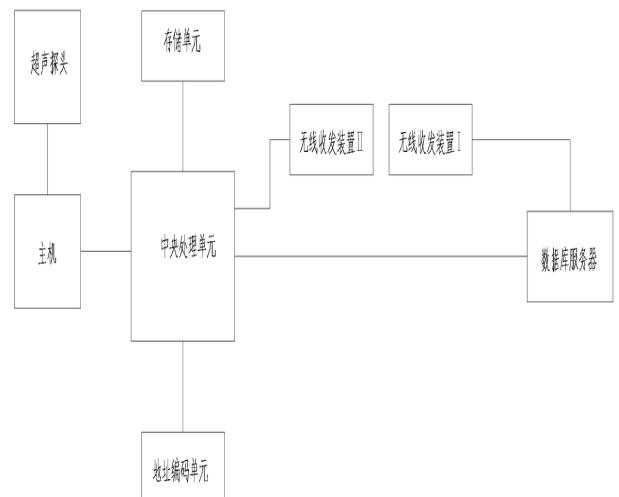 超声探头
存储单元
无线收发装置Ⅱ
无线收发装置Ⅰ
主机
中央处理单元
数据库服务器
地址编码单元